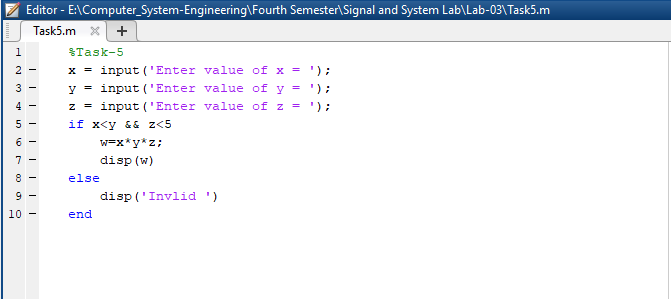 Editor - E:\Computer_System-Engineering\Fourth Semester\Signal and System Lab\Lab-03\Task5.m
Task5.m × +
1 %Task-5
2 - x = input('Enter value of x = ');
3 - y = input('Enter value of y = ');
4 - z = input('Enter value of z = ');
5 - if x<y && z<5
6 - w=x*y*z;
7 - disp(w)
8 - else
9 - disp('Invlid ')
10 - end